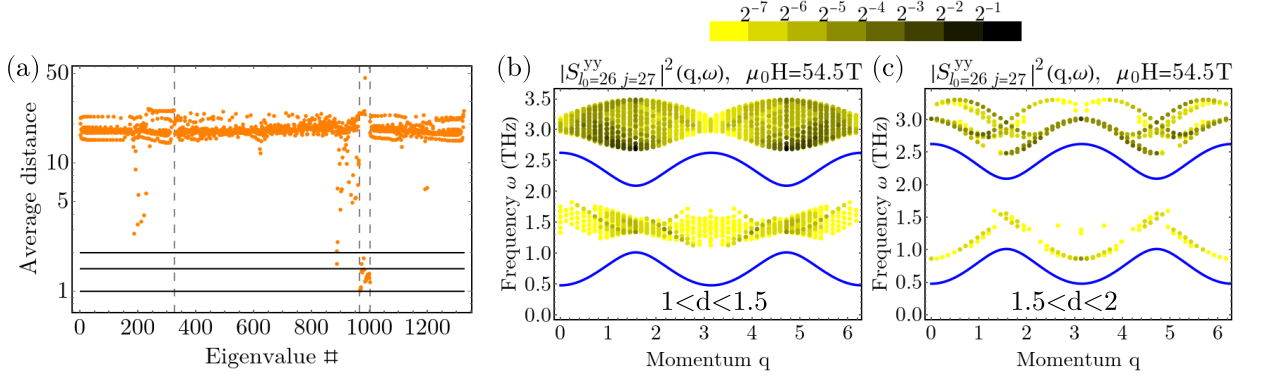 2⁻⁷ 2⁻⁶ 2⁻⁵ 2⁻⁴ 2⁻³ 2⁻² 2⁻¹
(a)
50
10
5
1
Average distance
0 200 400 600 800 1000 1200
Eigenvalue #
(b)
|S^{yy}_{l₀=26 j=27}|²(q,ω), μ₀H=54.5T
3.5
3.0
2.5
2.0
1.5
1.0
0.5
0.0
Frequency ω (THz)
1<d<1.5
0 1 2 3 4 5 6
Momentum q
(c)
|S^{yy}_{l₀=26 j=27}|²(q,ω), μ₀H=54.5T
3.0
2.5
2.0
1.5
1.0
0.5
0.0
Frequency ω (THz)
1.5<d<2
0 1 2 3 4 5 6
Momentum q